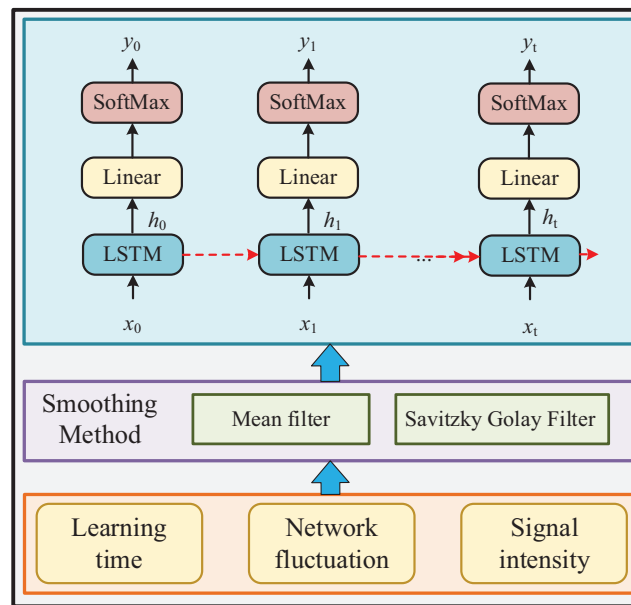 y0 y1 yt
SoftMax SoftMax SoftMax
Linear Linear Linear
h0 h1 ht
LSTM LSTM ... LSTM
x0 x1 xt
Smoothing
Method
Mean filter
Savitzky Golay Filter
Learning
time
Network
fluctuation
Signal
intensity